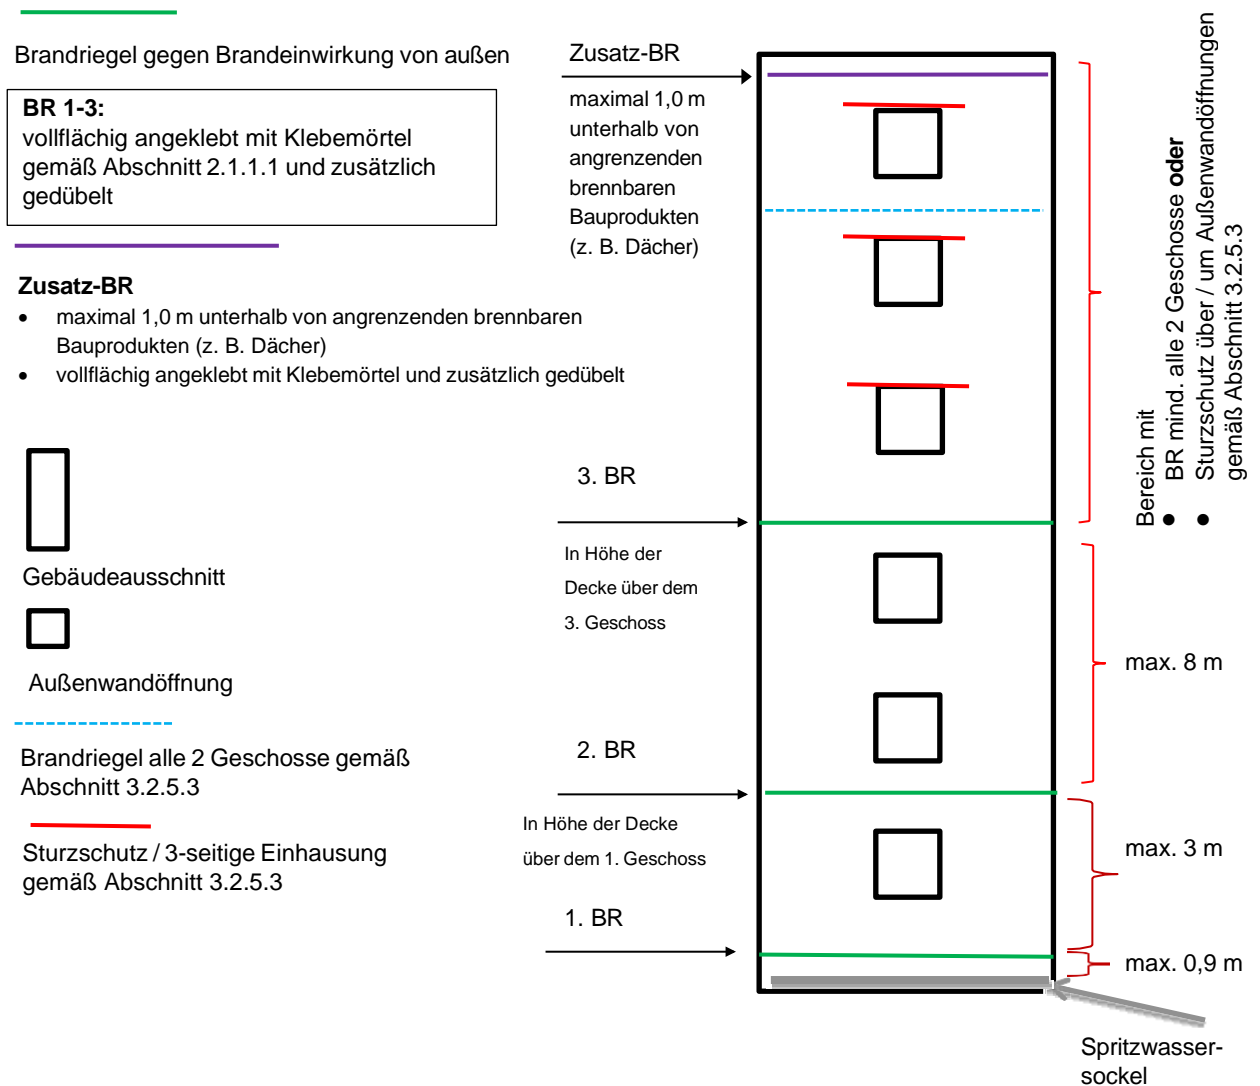 Brandriegel gegen Brandeinwirkung von außen
BR 1-3:
vollflächig angeklebt mit Klebemörtel
gemäß Abschnitt 2.1.1.1 und zusätzlich
gedübelt
Zusatz-BR
• maximal 1,0 m unterhalb von angrenzenden brennbaren
Bauprodukten (z. B. Dächer)
• vollflächig angeklebt mit Klebemörtel und zusätzlich gedübelt
Gebäudeausschnitt
Außenwandöffnung
Brandriegel alle 2 Geschosse gemäß
Abschnitt 3.2.5.3
Sturzschutz / 3-seitige Einhausung
gemäß Abschnitt 3.2.5.3
Zusatz-BR
maximal 1,0 m
unterhalb von
angrenzenden
brennbaren
Bauprodukten
(z. B. Dächer)
3. BR
In Höhe der
Decke über dem
3. Geschoss
2. BR
In Höhe der Decke
über dem 1. Geschoss
1. BR
Bereich mit
● BR mind. alle 2 Geschosse oder
● Sturzschutz über / um Außenwandöffnungen
gemäß Abschnitt 3.2.5.3
max. 8 m
max. 3 m
max. 0,9 m
Spritzwasser-
sockel